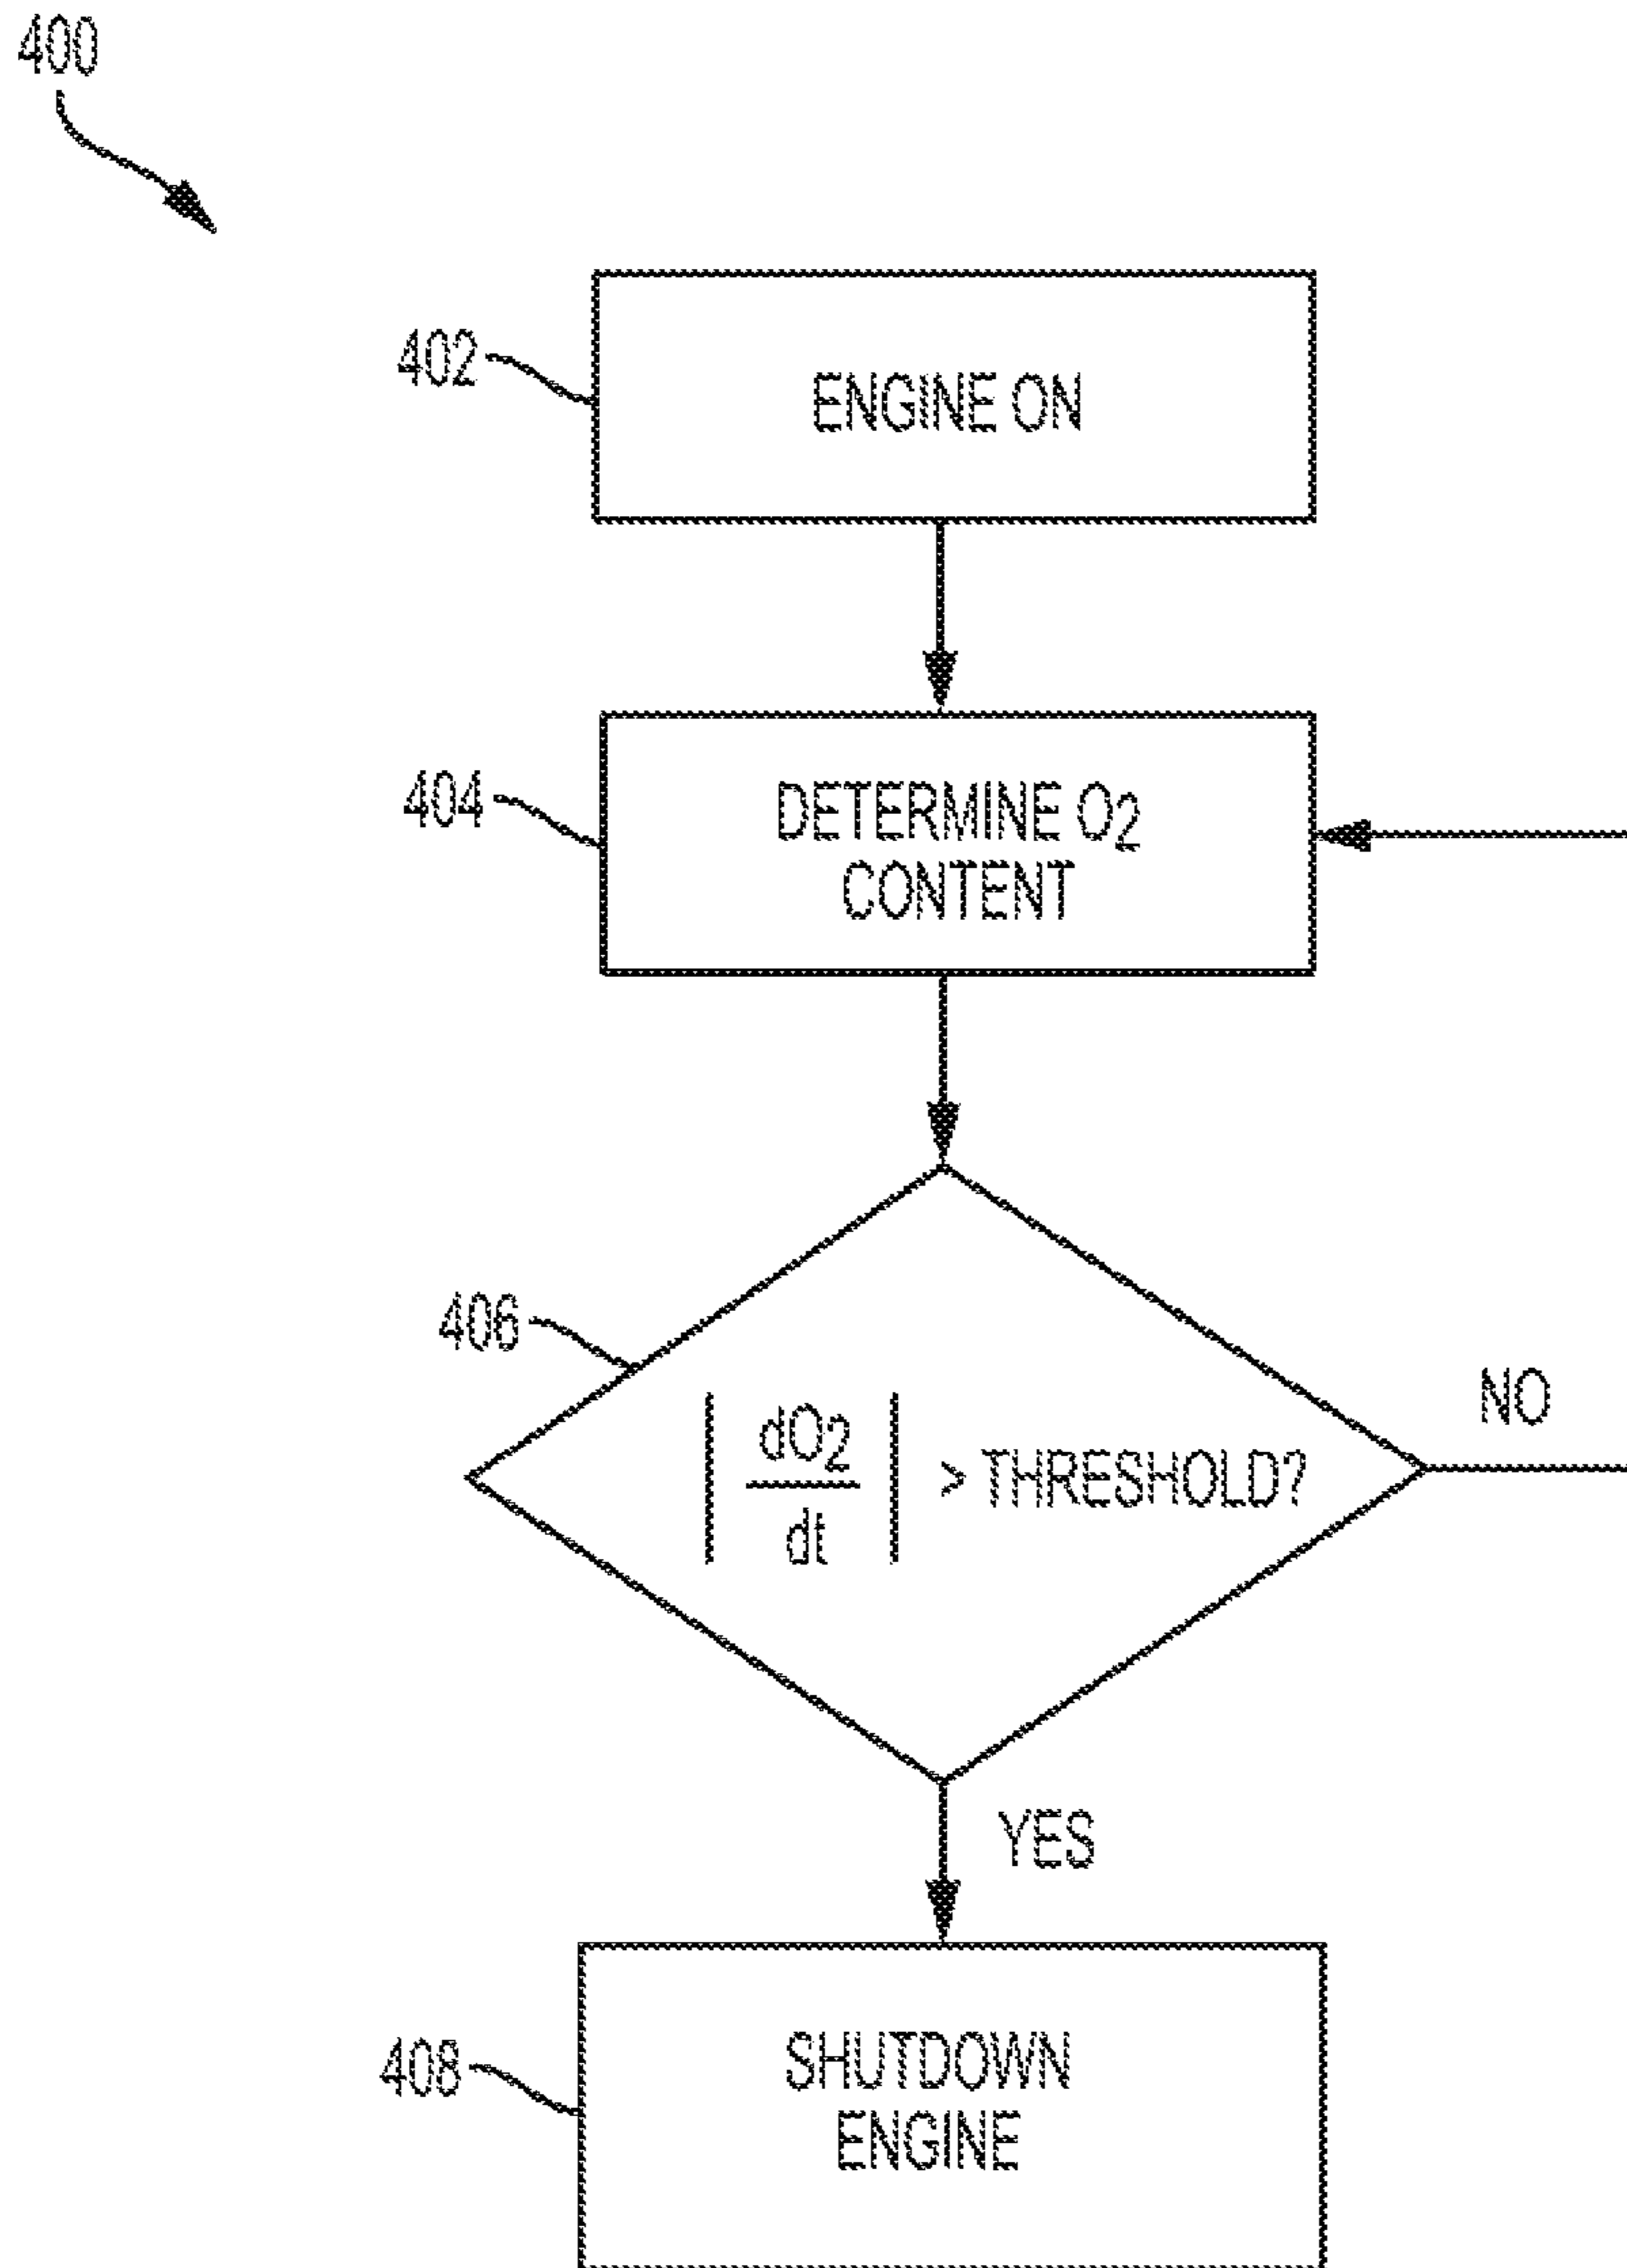 400
402
ENGINE ON
404
DETERMINE O2
CONTENT
406
| dO2 / dt | > THRESHOLD?
NO
YES
408
SHUTDOWN
ENGINE